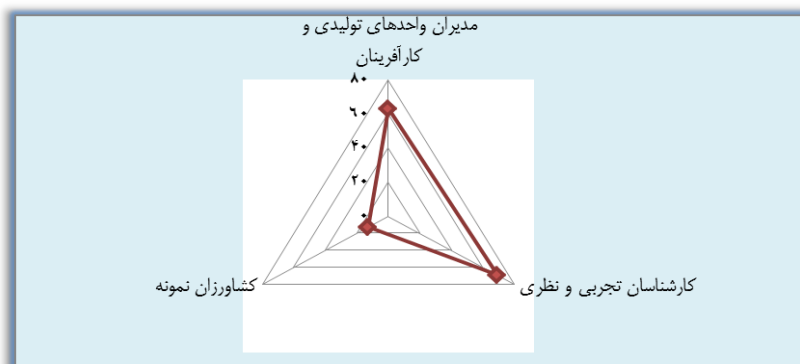 مدیران واحدهای تولیدی و
کارآفرینان
۸۰
۶۰
۴۰
۲۰
۰
کشاورزان نمونه
کارشناسان تجربی و نظری